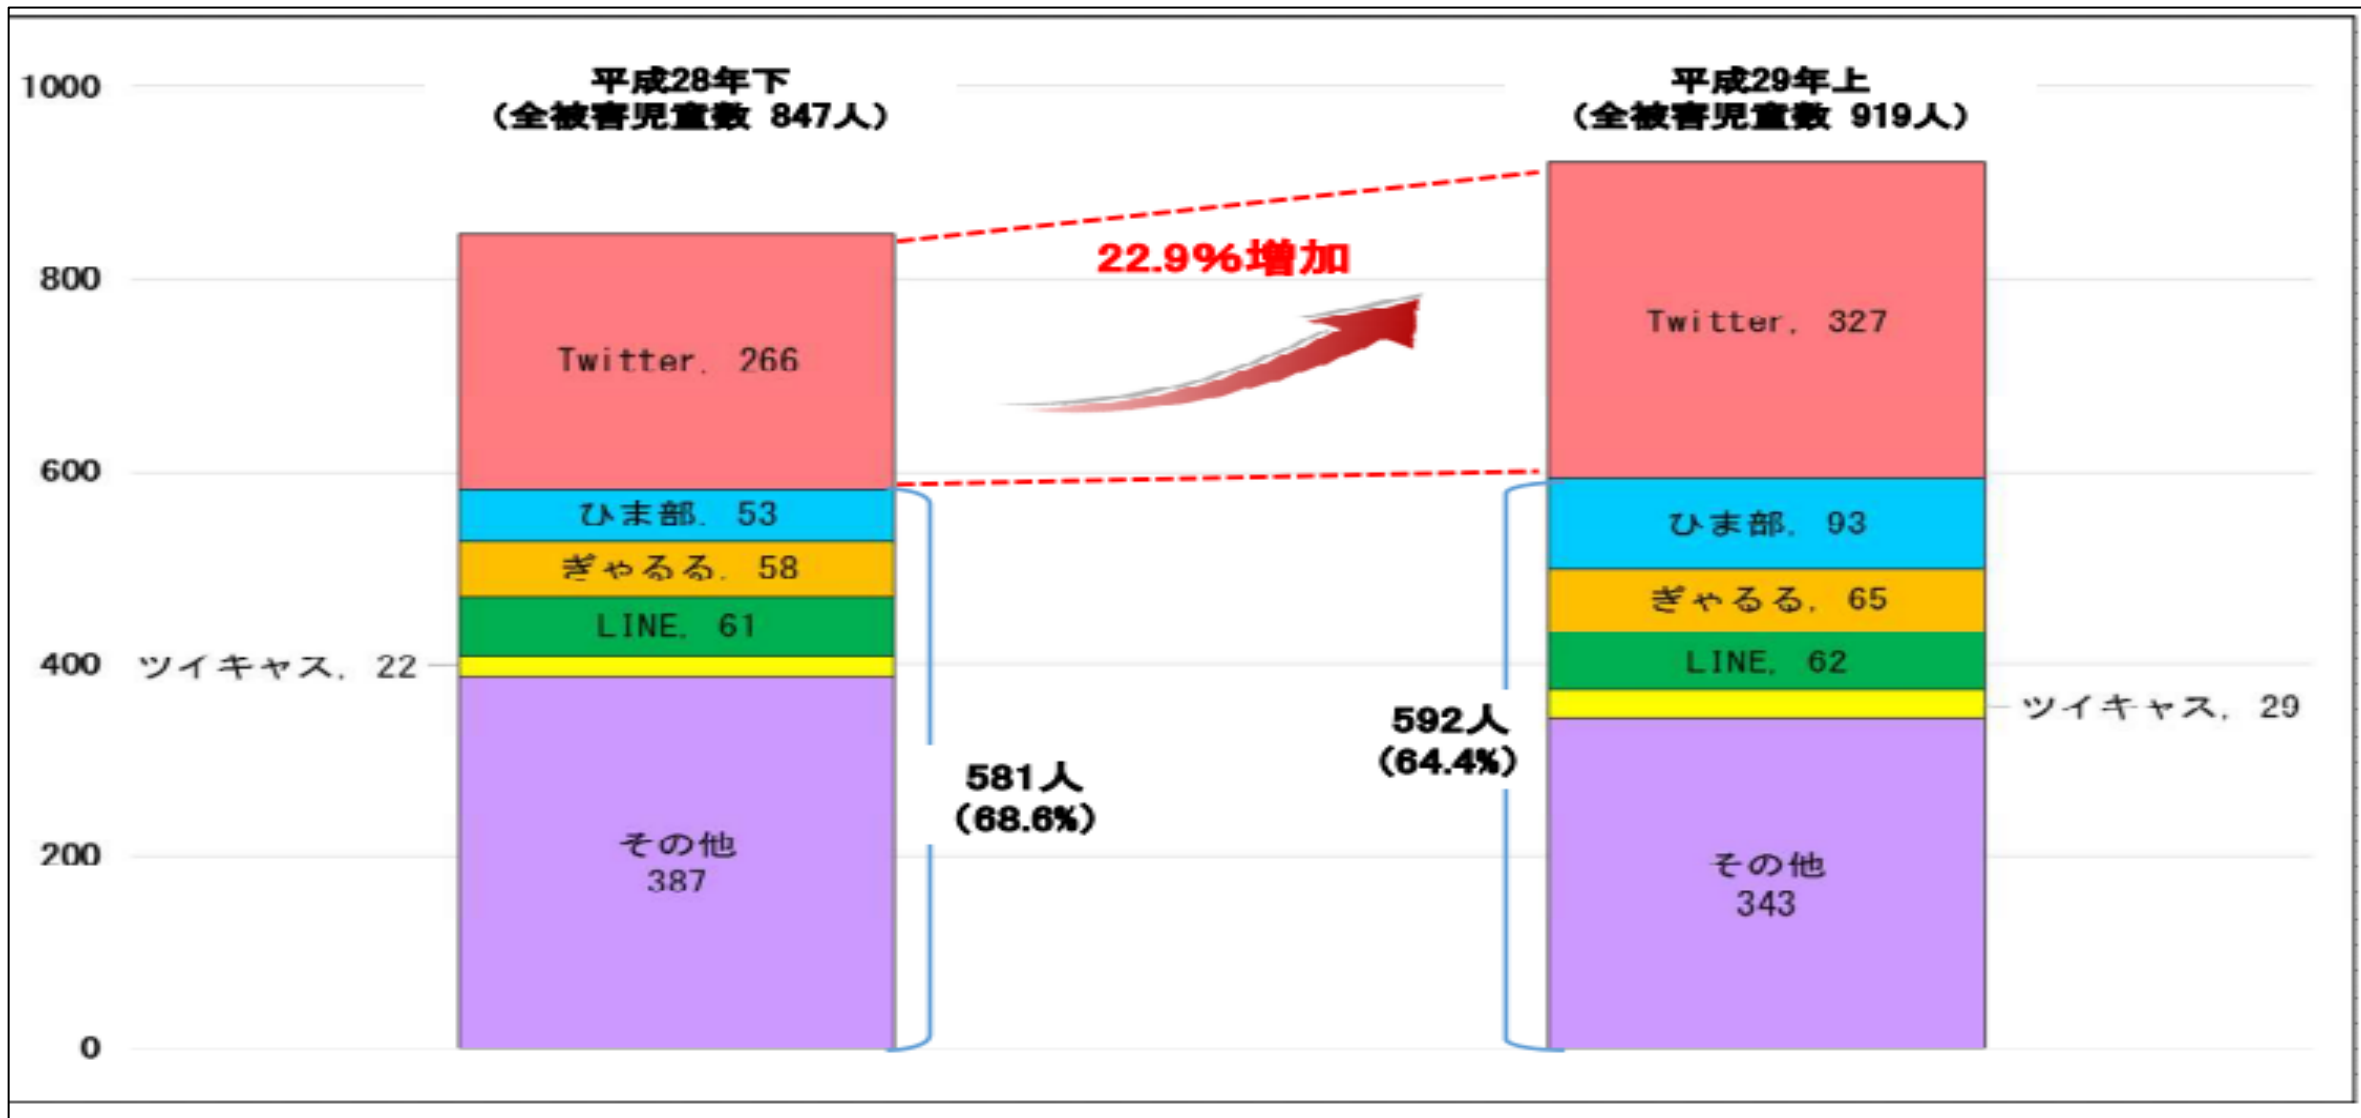 平成28年下
（全被害児童数 847人）
平成29年上
（全被害児童数 919人）
1000
800
600
400
200
0
22.9%増加
Twitter, 266
ひま部, 53
ぎゃるる, 58
LINE, 61
ツイキャス, 22
その他
387
581人
（68.6%）
Twitter, 327
ひま部, 93
ぎゃるる, 65
LINE, 62
ツイキャス, 29
その他
343
592人
（64.4%）